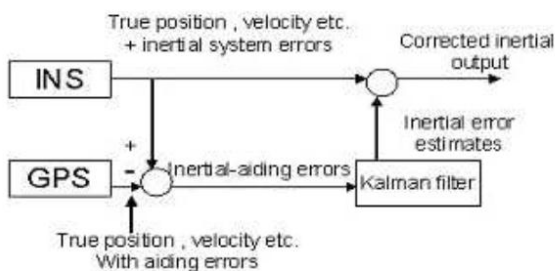 True position , velocity etc.
+ inertial system errors
Corrected inertial
output
INS
Inertial error
estimates
+
-
GPS
Inertial-aiding errors
Kalman filter
True position , velocity etc.
With aiding errors